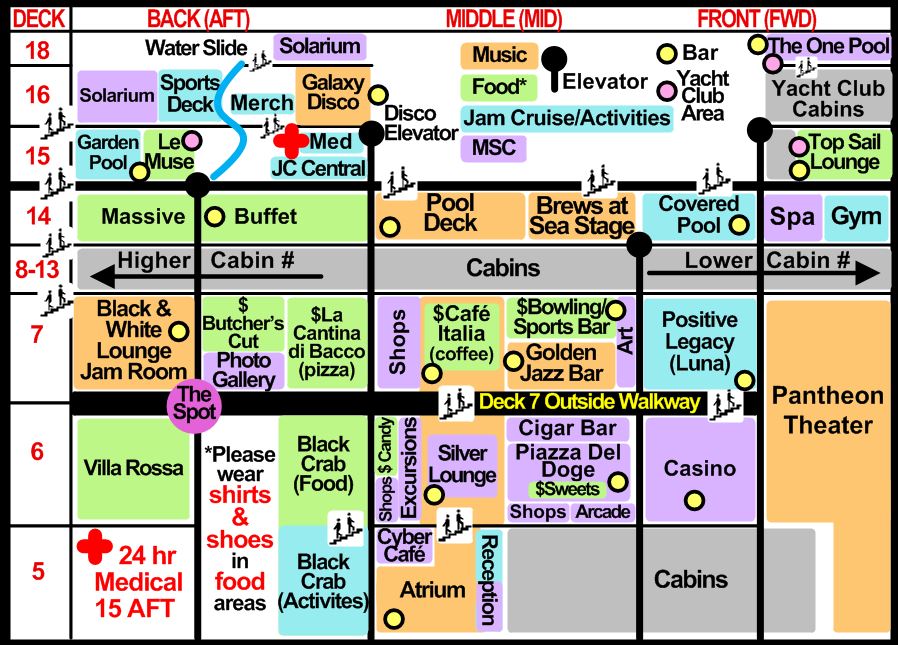 DECK
BACK (AFT)
MIDDLE (MID)
FRONT (FWD)
18
Water Slide
Solarium
Music
Bar
The One Pool
16
Solarium
Sports
Deck
Merch
Galaxy
Disco
Disco
Elevator
Food*
Elevator
Yacht
Club
Area
Jam Cruise/Activities
MSC
Yacht Club
Cabins
15
Garden
Pool
Le
Muse
Med
JC Central
Top Sail
Lounge
14
Massive
Buffet
Pool
Deck
Brews at
Sea Stage
Covered
Pool
Spa
Gym
8-13
Higher
Cabin #
Cabins
Lower
Cabin #
7
Black &
White
Lounge
Jam Room
$
Butcher's
Cut
Photo
Gallery
$La
Cantina
di Bacco
(pizza)
Shops
$Café
Italia
(coffee)
$Bowling/
Sports Bar
Golden
Jazz Bar
Art
Positive
Legacy
(Luna)
Pantheon
Theater
The
Spot
Deck 7 Outside Walkway
6
Villa Rossa
*Please
wear
shirts
&
shoes
in
food
areas
Black
Crab
(Food)
Shops $ Candy
Excursions
Silver
Lounge
Cigar Bar
Piazza Del
Doge
$Sweets
Shops
Arcade
Casino
5
24 hr
Medical
15 AFT
Black
Crab
(Activites)
Cyber
Café
Atrium
Reception
Cabins